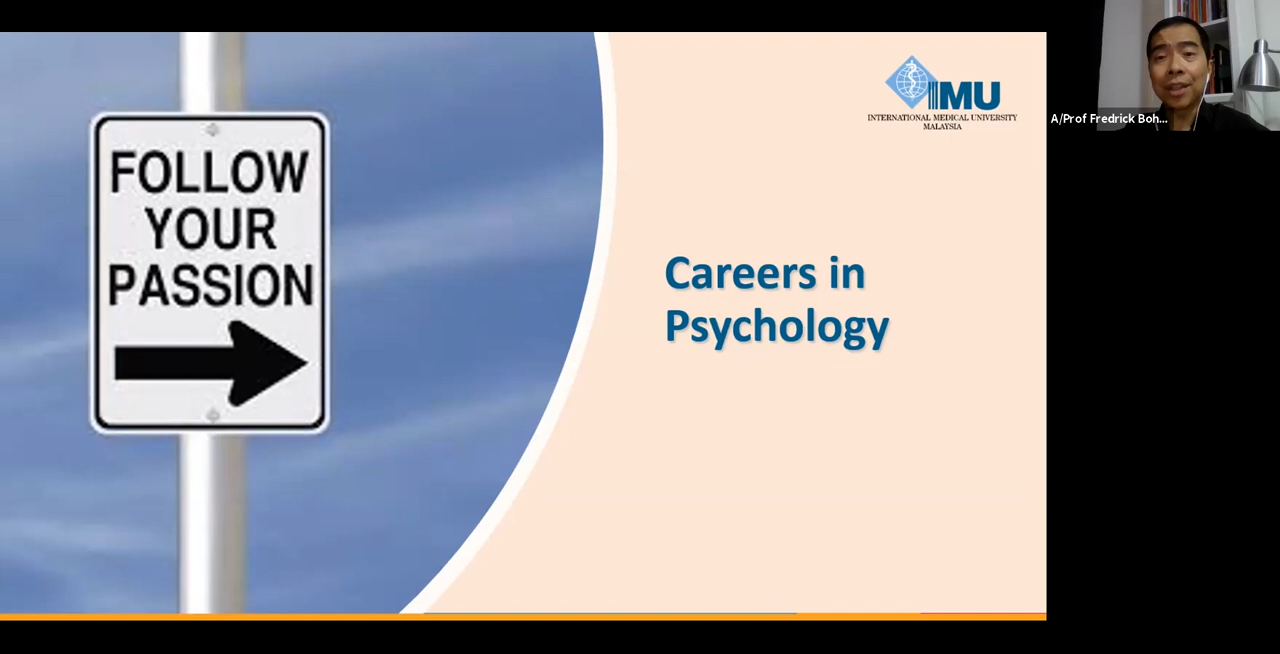 FOLLOW
YOUR
PASSION
IMU
INTERNATIONAL MEDICAL UNIVERSITY
MALAYSIA
Careers in
Psychology
A/Prof Fredrick Boh...